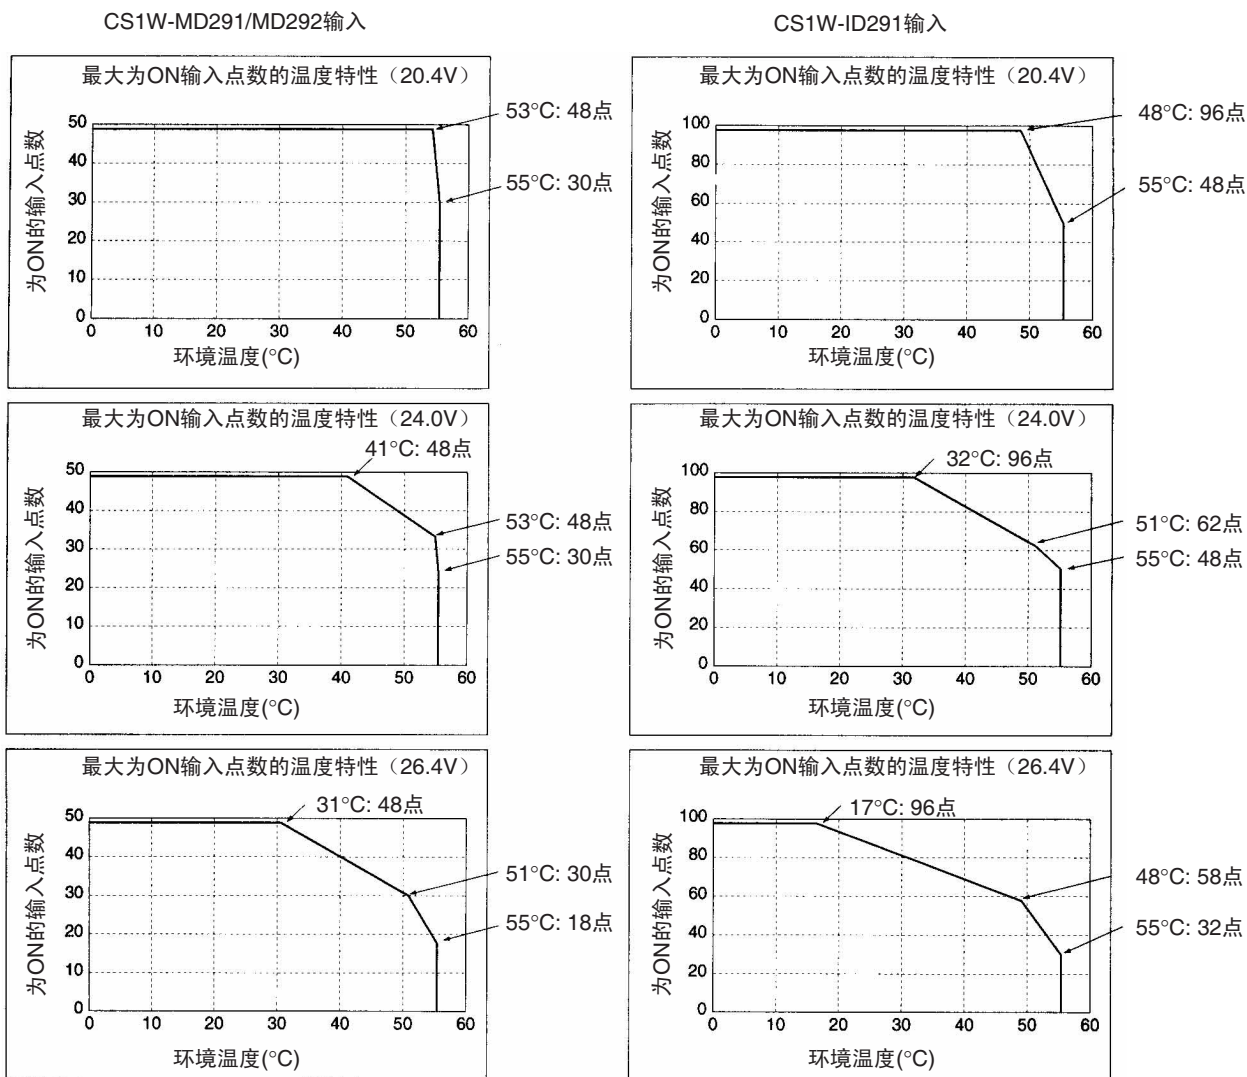 CS1W-MD291/MD292输入
CS1W-ID291输入
最大为ON输入点数的温度特性（20.4V）
为ON的输入点数
50
40
30
20
10
0
0 10 20 30 40 50 60
环境温度(°C)
53°C: 48点
55°C: 30点
最大为ON输入点数的温度特性（20.4V）
为ON的输入点数
100
80
60
40
20
0
0 10 20 30 40 50 60
环境温度(°C)
48°C: 96点
55°C: 48点
最大为ON输入点数的温度特性（24.0V）
41°C: 48点
为ON的输入点数
50
40
30
20
10
0
0 10 20 30 40 50 60
环境温度(°C)
53°C: 48点
55°C: 30点
最大为ON输入点数的温度特性（24.0V）
32°C: 96点
为ON的输入点数
100
80
60
40
20
0
0 10 20 30 40 50 60
环境温度(°C)
51°C: 62点
55°C: 48点
最大为ON输入点数的温度特性（26.4V）
31°C: 48点
为ON的输入点数
50
40
30
20
10
0
0 10 20 30 40 50 60
环境温度(°C)
51°C: 30点
55°C: 18点
最大为ON输入点数的温度特性（26.4V）
17°C: 96点
为ON的输入点数
100
80
60
40
20
0
0 10 20 30 40 50 60
环境温度(°C)
48°C: 58点
55°C: 32点